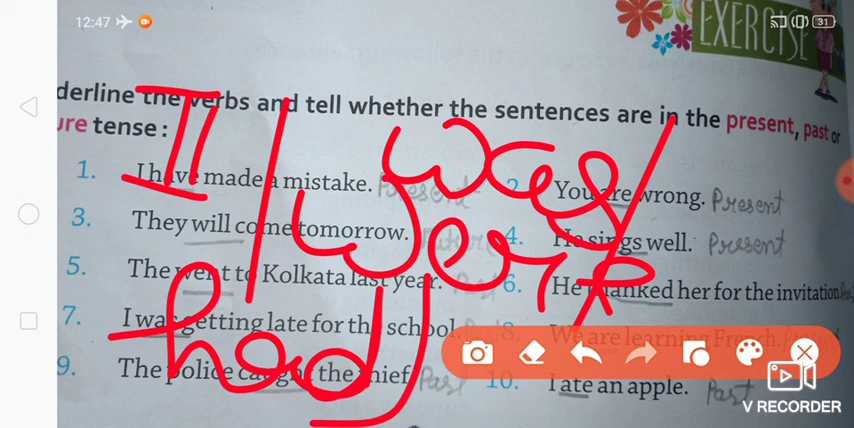 12:47
31
EXERCISE
derline the verbs and tell whether the sentences are in the present, past or
ure tense :
1. I have made a mistake. Present
2. You are wrong. Present
3. They will come tomorrow. Future
4. He sings well. Present
5. They went to Kolkata last year. Past
6. He thanked her for the invitation.
7. I was getting late for the school.
8. We are learning French.
9. The police caught the thief. Past
10. I ate an apple. Past
II / was / were / had
V RECORDER